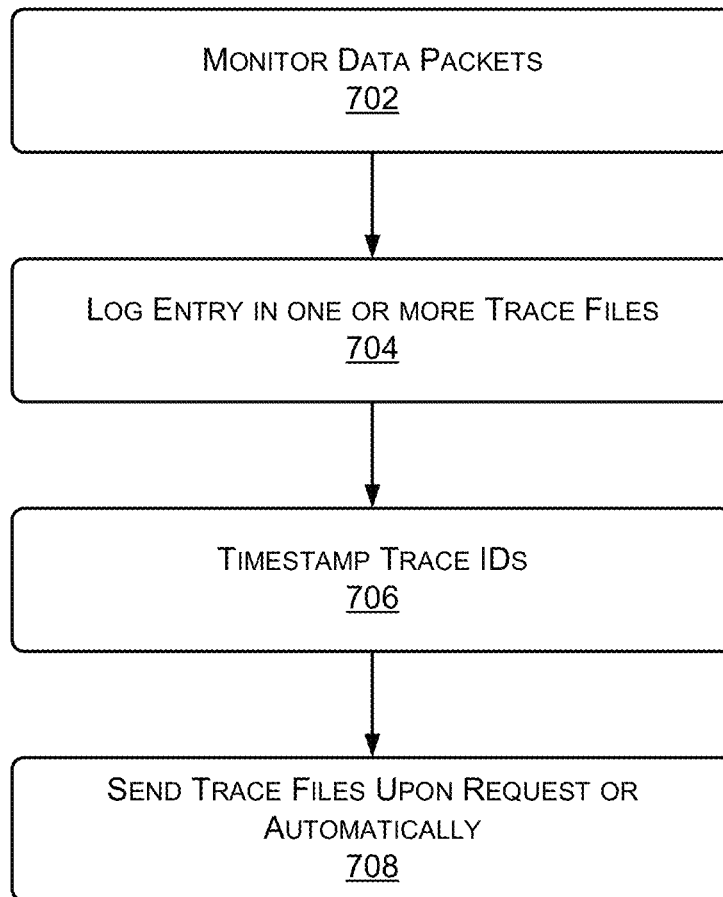 MONITOR DATA PACKETS
702
LOG ENTRY IN ONE OR MORE TRACE FILES
704
TIMESTAMP TRACE IDS
706
SEND TRACE FILES UPON REQUEST OR
AUTOMATICALLY
708